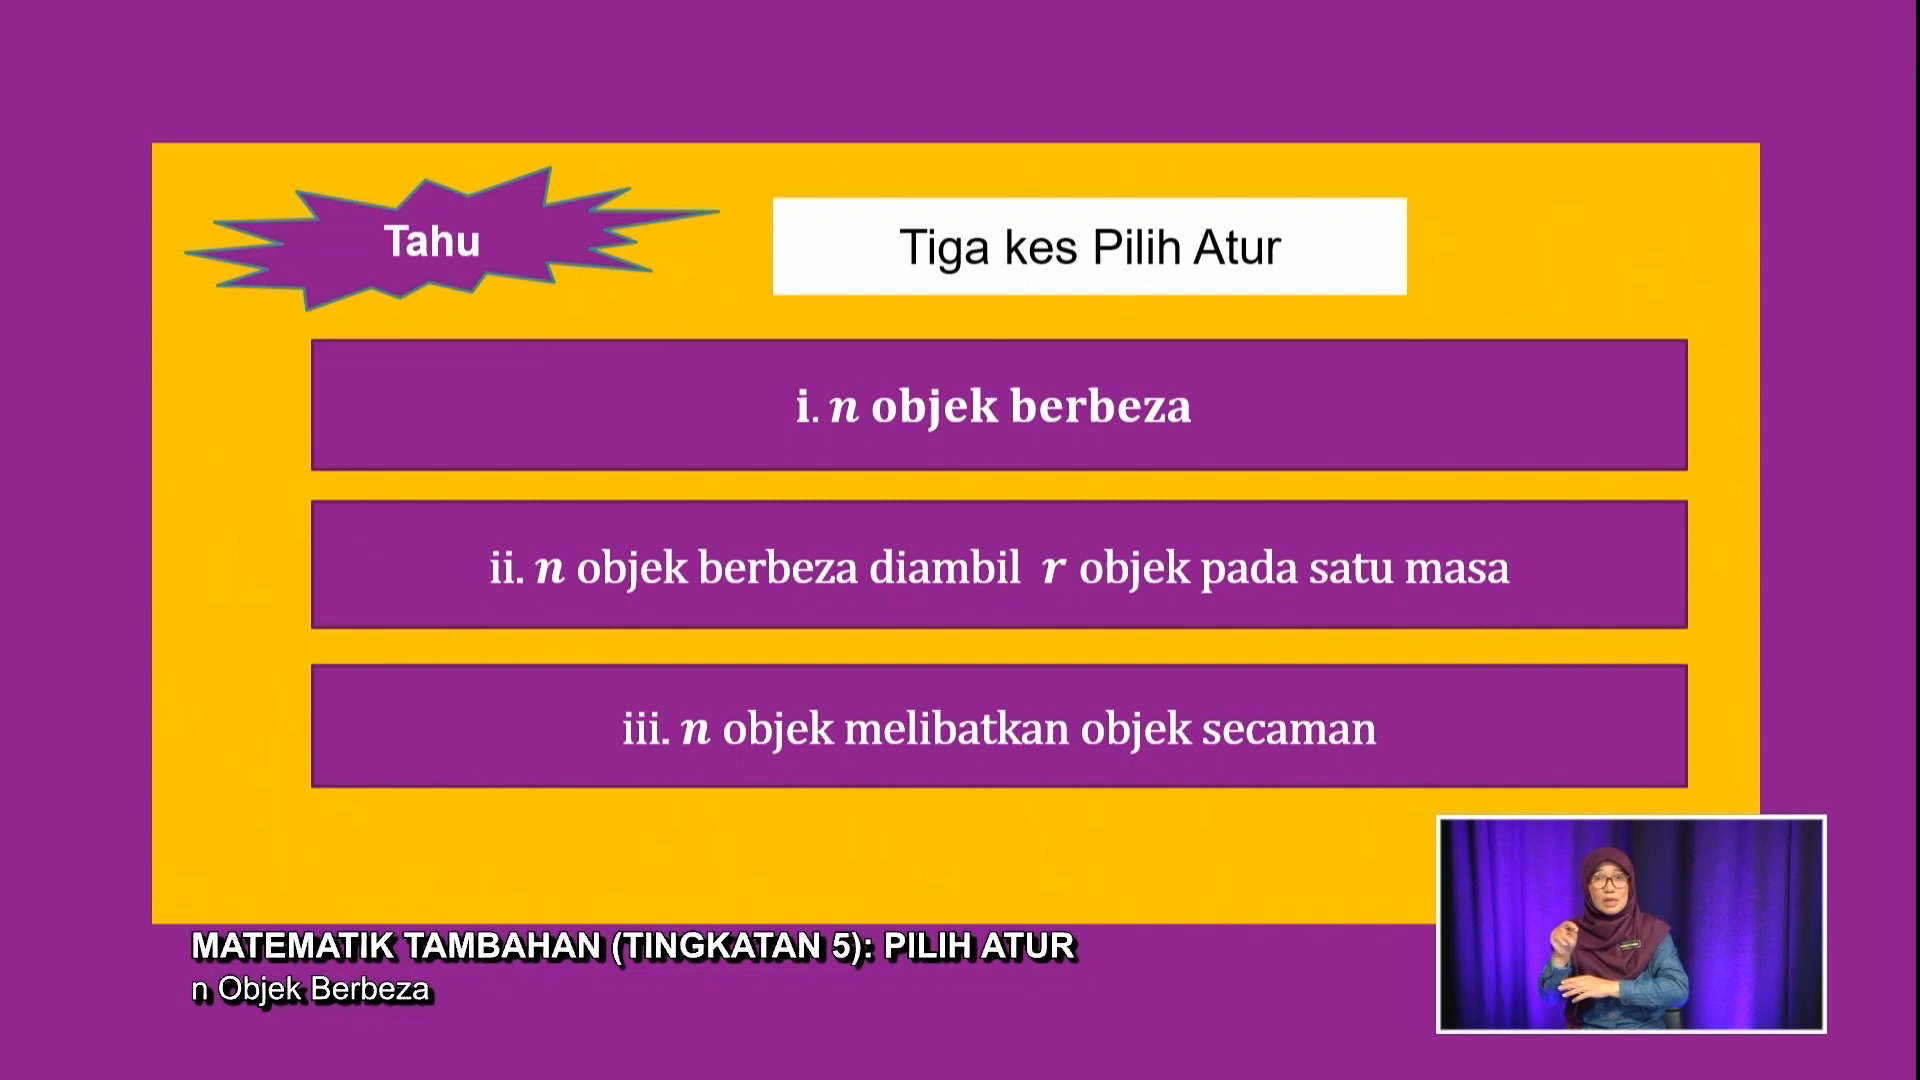 Tahu
Tiga kes Pilih Atur
i. n objek berbeza
ii. n objek berbeza diambil r objek pada satu masa
iii. n objek melibatkan objek secaman
MATEMATIK TAMBAHAN (TINGKATAN 5): PILIH ATUR
n Objek Berbeza